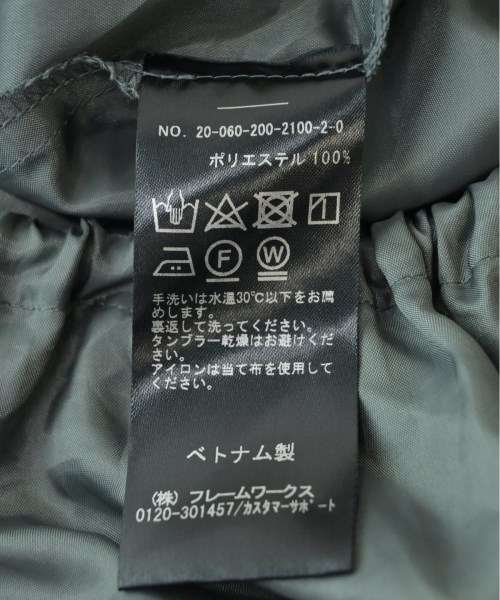 NO. 20-060-200-2100-2-0
ポリエステル 100%
F W
手洗いは水温30℃以下をお薦
めします。
裏返して洗ってください。
タンブラー乾燥はお避けくだ
さい。
アイロンは当て布を使用して
ください。
ベトナム製
(株) フレームワークス
0120-301457/カスタマーサポート